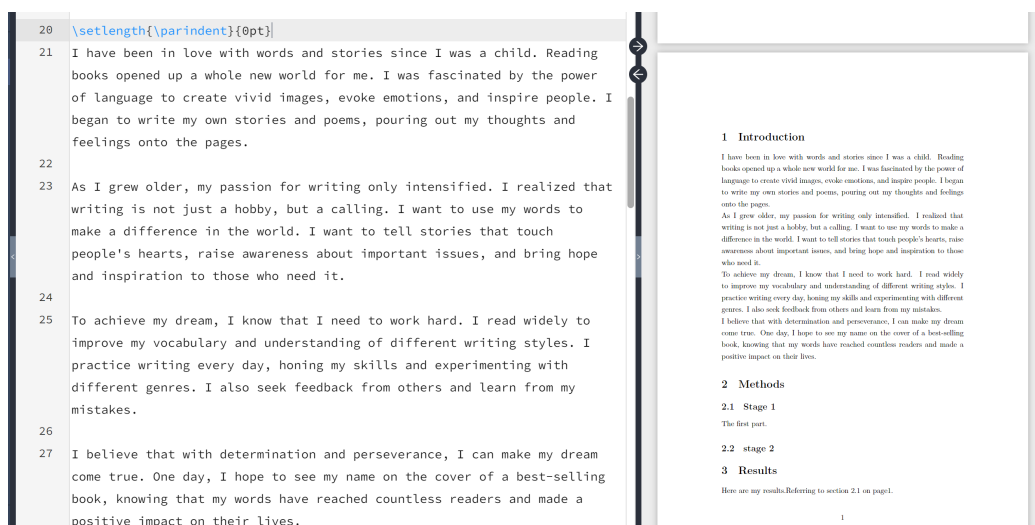 20 \setlength{\parindent}{0pt}
21 I have been in love with words and stories since I was a child. Reading
books opened up a whole new world for me. I was fascinated by the power
of language to create vivid images, evoke emotions, and inspire people. I
began to write my own stories and poems, pouring out my thoughts and
feelings onto the pages.
22
23 As I grew older, my passion for writing only intensified. I realized that
writing is not just a hobby, but a calling. I want to use my words to
make a difference in the world. I want to tell stories that touch
people's hearts, raise awareness about important issues, and bring hope
and inspiration to those who need it.
24
25 To achieve my dream, I know that I need to work hard. I read widely to
improve my vocabulary and understanding of different writing styles. I
practice writing every day, honing my skills and experimenting with
different genres. I also seek feedback from others and learn from my
mistakes.
26
27 I believe that with determination and perseverance, I can make my dream
come true. One day, I hope to see my name on the cover of a best-selling
book, knowing that my words have reached countless readers and made a
positive impact on their lives.
1 Introduction
I have been in love with words and stories since I was a child. Reading
books opened up a whole new world for me. I was fascinated by the power of
language to create vivid images, evoke emotions, and inspire people. I began
to write my own stories and poems, pouring out my thoughts and feelings
onto the pages.
As I grew older, my passion for writing only intensified. I realized that
writing is not just a hobby, but a calling. I want to use my words to make a
difference in the world. I want to tell stories that touch people's hearts, raise
awareness about important issues, and bring hope and inspiration to those
who need it.
To achieve my dream, I know that I need to work hard. I read widely
to improve my vocabulary and understanding of different writing styles. I
practice writing every day, honing my skills and experimenting with different
genres. I also seek feedback from others and learn from my mistakes.
I believe that with determination and perseverance, I can make my dream
come true. One day, I hope to see my name on the cover of a best-selling
book, knowing that my words have reached countless readers and made a
positive impact on their lives.
2 Methods
2.1 Stage 1
The first part.
2.2 stage 2
3 Results
Here are my results.Referring to section 2.1 on page1.
1